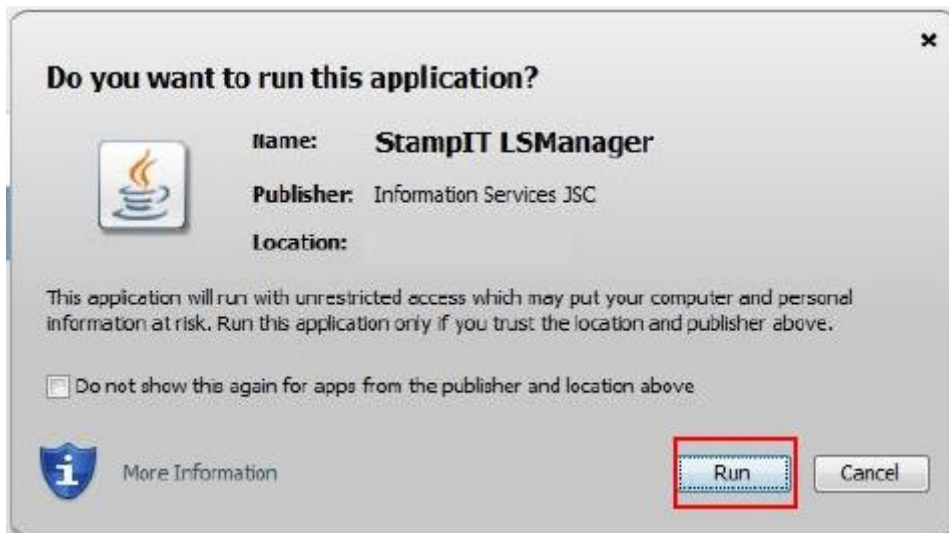 Do you want to run this application?
Name: StampIT LSManager
Publisher: Information Services JSC
Location:
This application will run with unrestricted access which may put your computer and personal
information at risk. Run this application only if you trust the location and publisher above.
Do not show this again for apps from the publisher and location above
More Information
Run
Cancel